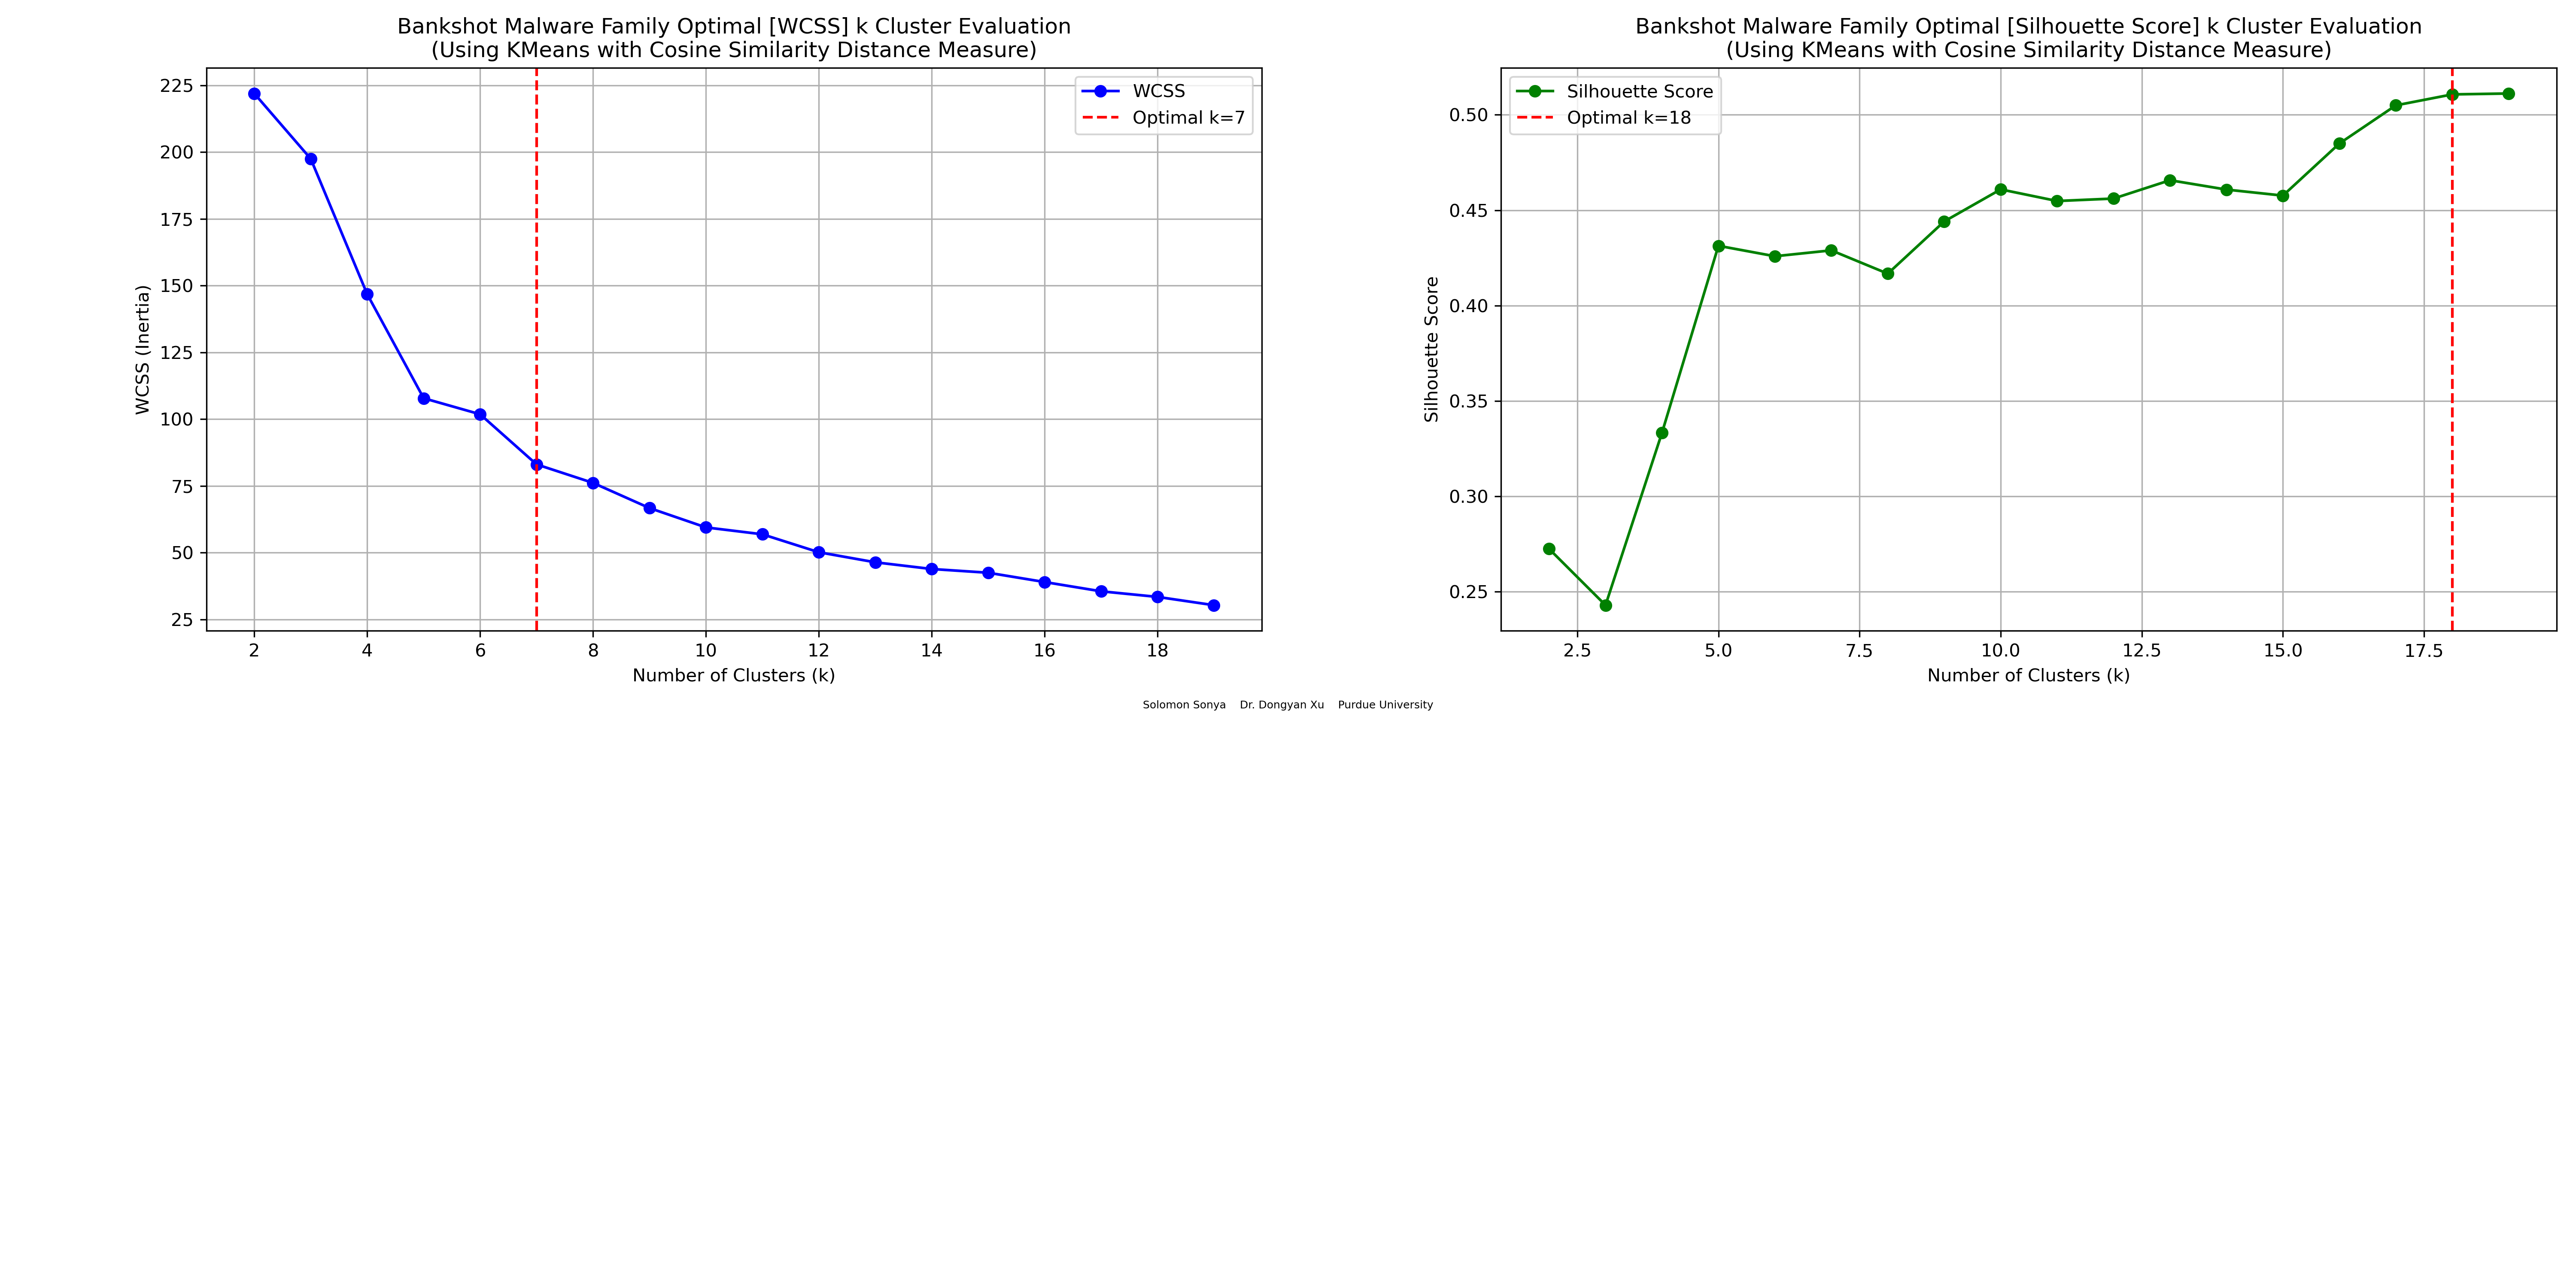 Bankshot Malware Family Optimal [WCSS] k Cluster Evaluation
(Using KMeans with Cosine Similarity Distance Measure)
WCSS
Optimal k=7
225
200
175
150
125
100
75
50
25
WCSS (Inertia)
2 4 6 8 10 12 14 16 18
Number of Clusters (k)
Bankshot Malware Family Optimal [Silhouette Score] k Cluster Evaluation
(Using KMeans with Cosine Similarity Distance Measure)
Silhouette Score
Optimal k=18
0.50
0.45
0.40
0.35
0.30
0.25
Silhouette Score
2.5 5.0 7.5 10.0 12.5 15.0 17.5
Number of Clusters (k)
Solomon Sonya Dr. Dongyan Xu Purdue University